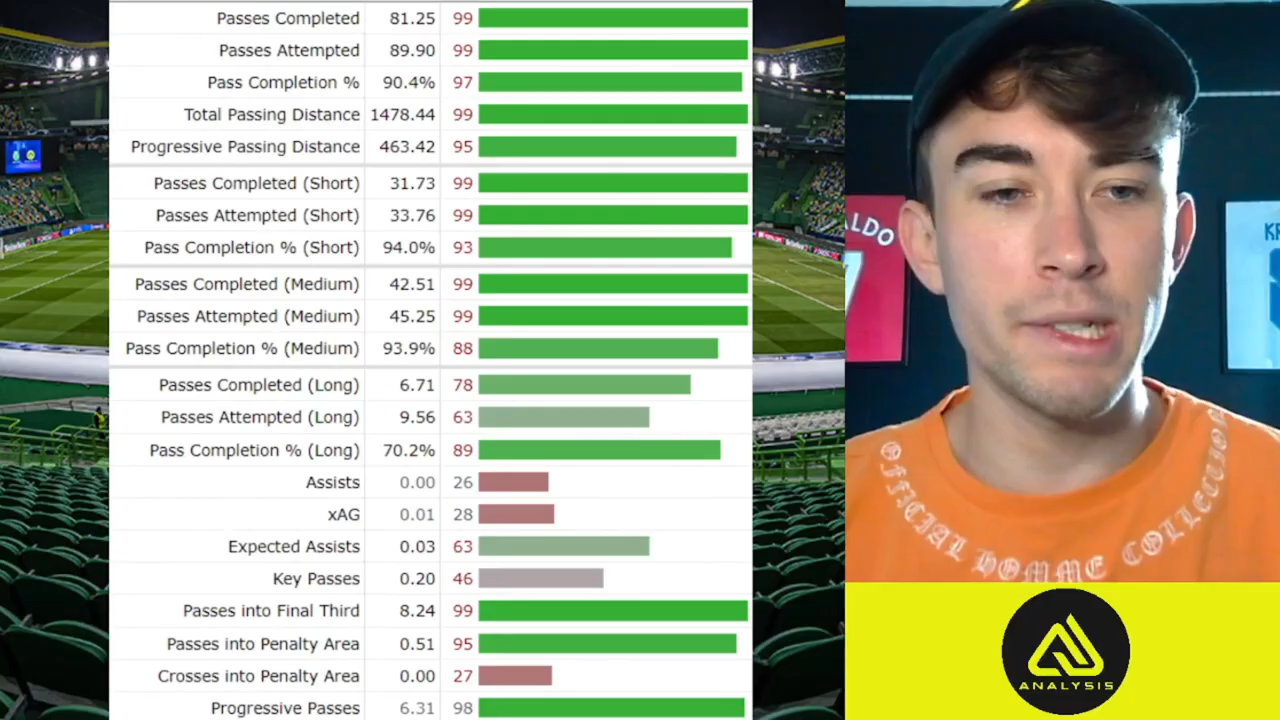 Passes Completed 81.25 99
Passes Attempted 89.90 99
Pass Completion % 90.4% 97
Total Passing Distance 1478.44 99
Progressive Passing Distance 463.42 95
Passes Completed (Short) 31.73 99
Passes Attempted (Short) 33.76 99
Pass Completion % (Short) 94.0% 93
Passes Completed (Medium) 42.51 99
Passes Attempted (Medium) 45.25 99
Pass Completion % (Medium) 93.9% 88
Passes Completed (Long) 6.71 78
Passes Attempted (Long) 9.56 63
Pass Completion % (Long) 70.2% 89
Assists 0.00 26
xAG 0.01 28
Expected Assists 0.03 63
Key Passes 0.20 46
Passes into Final Third 8.24 99
Passes into Penalty Area 0.51 95
Crosses into Penalty Area 0.00 27
Progressive Passes 6.31 98
ALDO
7
KR
OFFICIAL HOMME COLLECTION
ANALYSIS